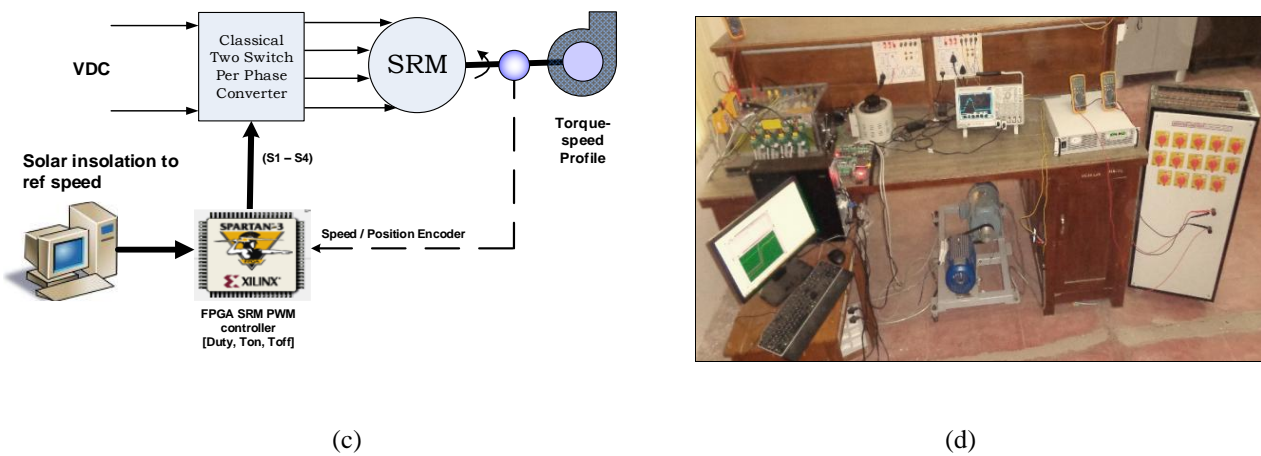 VDC
Classical
Two Switch
Per Phase
Converter
SRM
Torque-
speed
Profile
Solar insolation to
ref speed
(S1 – S4)
SPARTAN-3
XILINX
Speed / Position Encoder
FPGA SRM PWM
controller
[Duty, Ton, Toff]
(c)
(d)